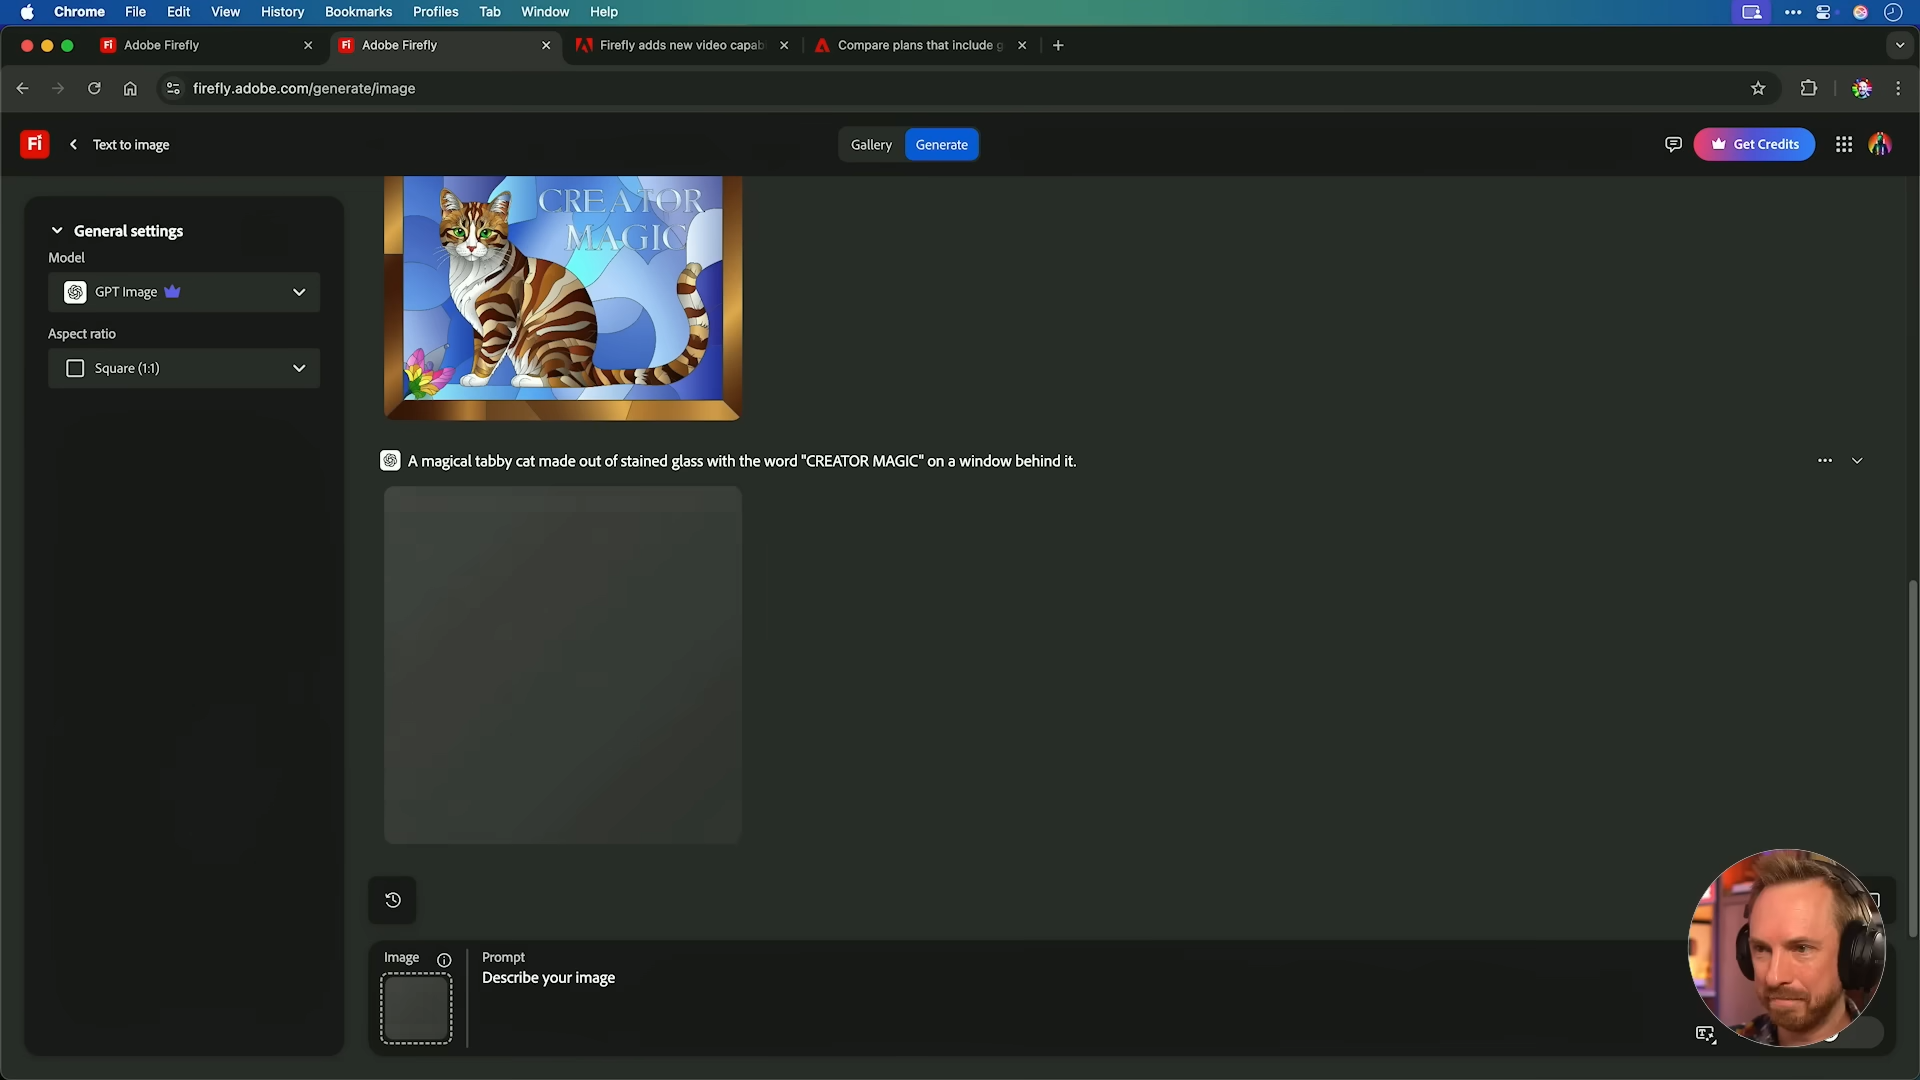 Chrome File Edit View History Bookmarks Profiles Tab Window Help
Adobe Firefly
Adobe Firefly
Firefly adds new video capab
Compare plans that include g
firefly.adobe.com/generate/image
Fi
Text to image
Gallery
Generate
Get Credits
General settings
Model
GPT Image
Aspect ratio
Square (1:1)
CREATOR
MAGIC
A magical tabby cat made out of stained glass with the word "CREATOR MAGIC" on a window behind it.
Image
Prompt
Describe your image